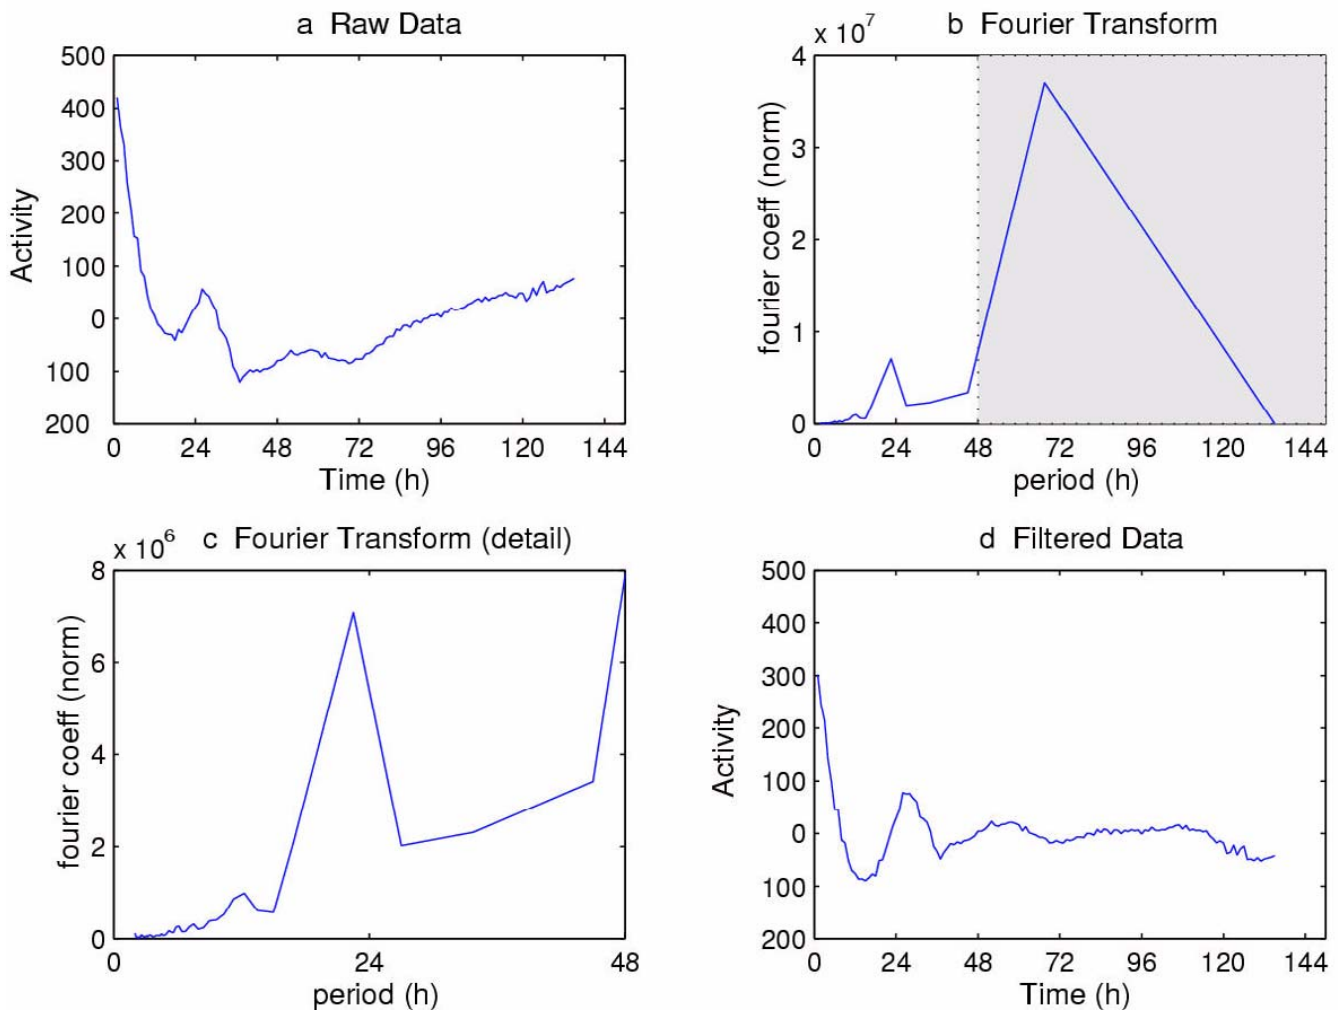 a Raw Data
500
400
300
200
100
0
100
200
Activity
0 24 48 72 96 120 144
Time (h)
b Fourier Transform
x 10^7
4
3
2
1
0
fourier coeff (norm)
0 24 48 72 96 120 144
period (h)
c Fourier Transform (detail)
x 10^6
8
6
4
2
0
fourier coeff (norm)
0 24 48
period (h)
d Filtered Data
500
400
300
200
100
0
100
200
Activity
0 24 48 72 96 120 144
Time (h)